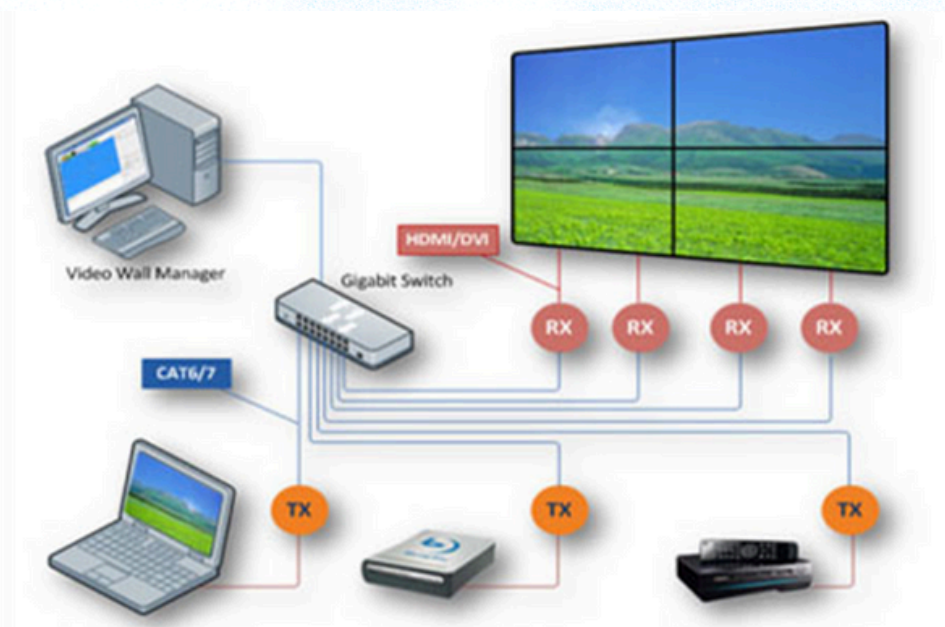 HDMI/DVI
Video Wall Manager
Gigabit Switch
RX RX RX RX
CAT6/7
TX TX TX